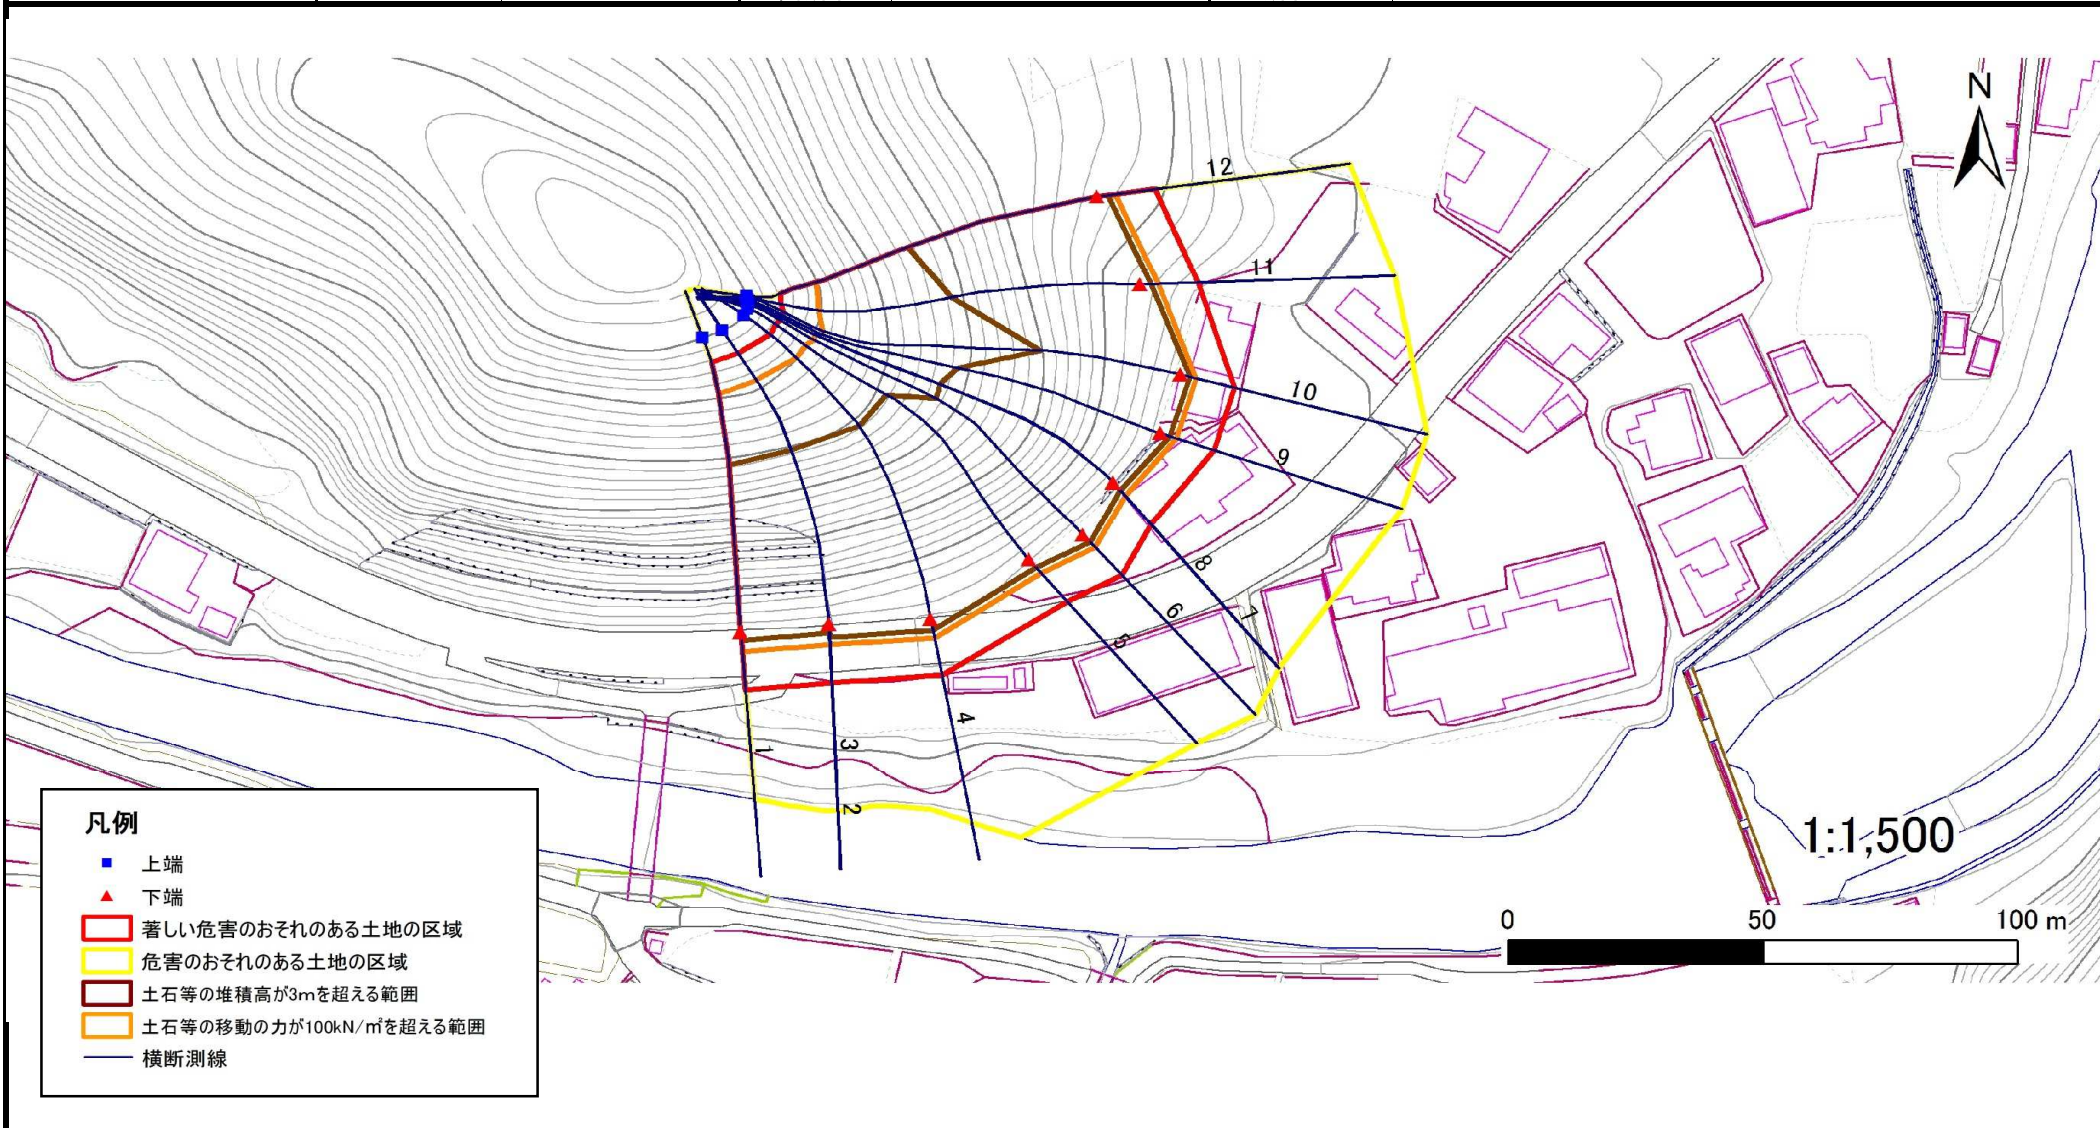 N
12
11
10
9
8
7
6
5
4
3
1
2
凡例
上端
下端
著しい危害のおそれのある土地の区域
危害のおそれのある土地の区域
土石等の堆積高が3mを超える範囲
土石等の移動の力が100kN/㎡を超える範囲
横断測線
1:1,500
0 50 100 m